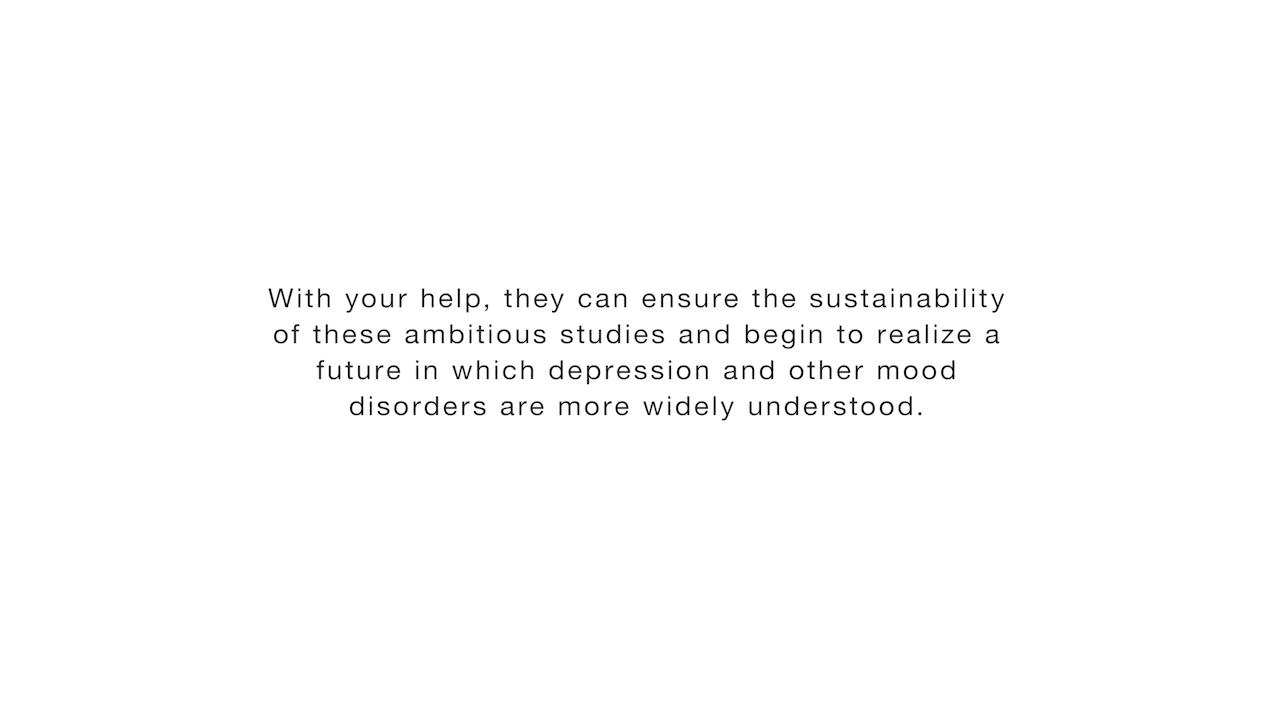 With your help, they can ensure the sustainability
of these ambitious studies and begin to realize a
future in which depression and other mood
disorders are more widely understood.